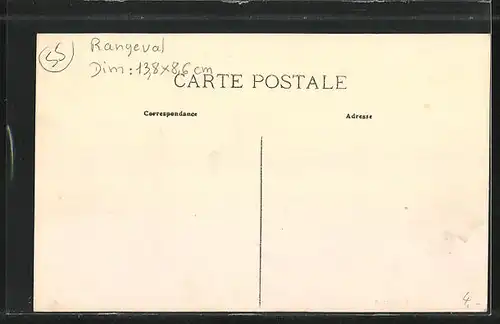 55 Rangeval
Dim : 13,8 x 8,6 cm
CARTE POSTALE
Correspondance
Adresse
4,-